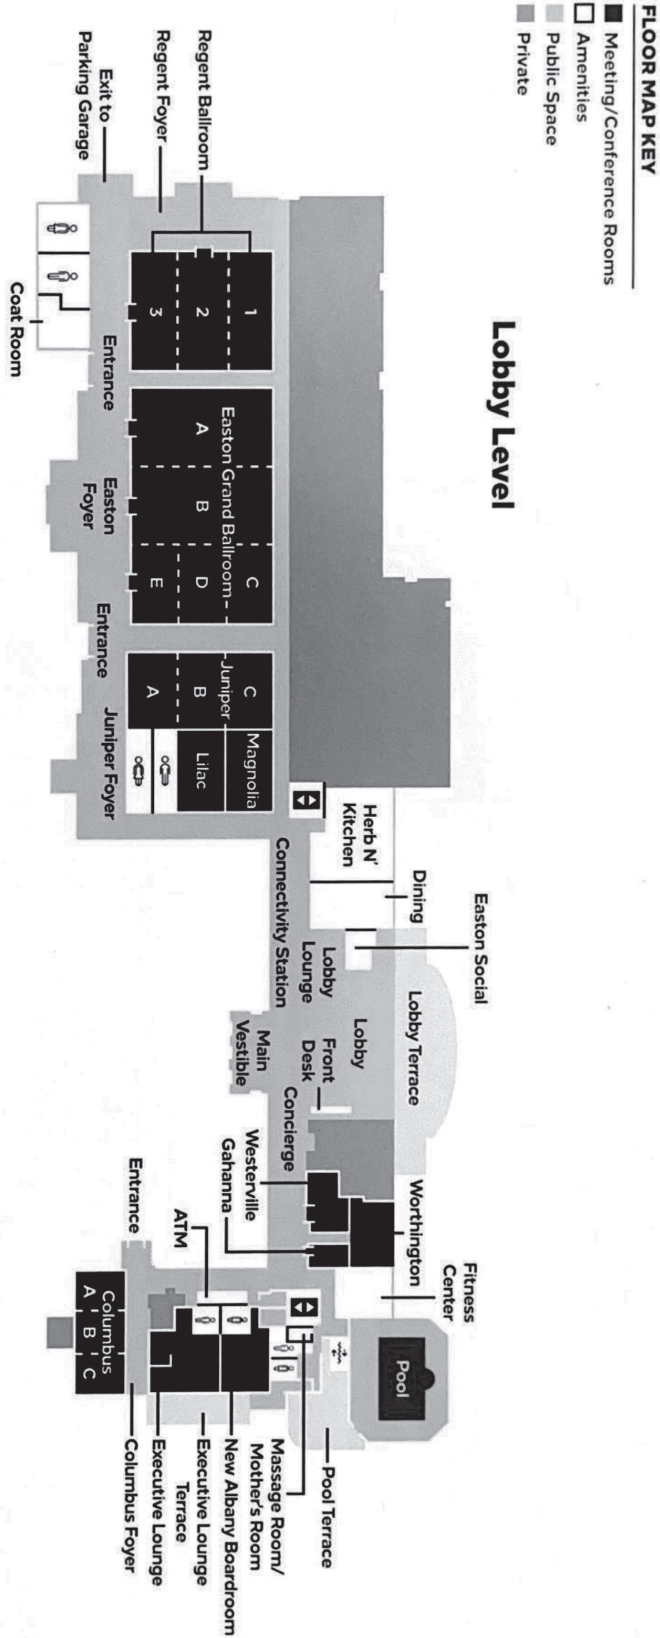 FLOOR MAP KEY
Meeting/Conference Rooms
Amenities
Public Space
Private
Lobby Level
Regent Ballroom
Regent Foyer
Exit to
Parking Garage
1
2
3
Coat Room
Entrance
Easton Grand Ballroom
A
B
C
D
E
Easton
Foyer
Entrance
Juniper
C
B
A
Magnolia
Lilac
Juniper Foyer
Herb N'
Kitchen
Dining
Easton Social
Connectivity Station
Lobby
Lounge
Lobby
Lobby Terrace
Front
Desk
Main
Vestible
Concierge
Westerville
Gahanna
Worthington
Fitness
Center
Entrance
ATM
Columbus
A
B
C
Pool
Pool Terrace
Massage Room/
Mother's Room
New Albany Boardroom
Executive Lounge
Terrace
Executive Lounge
Columbus Foyer